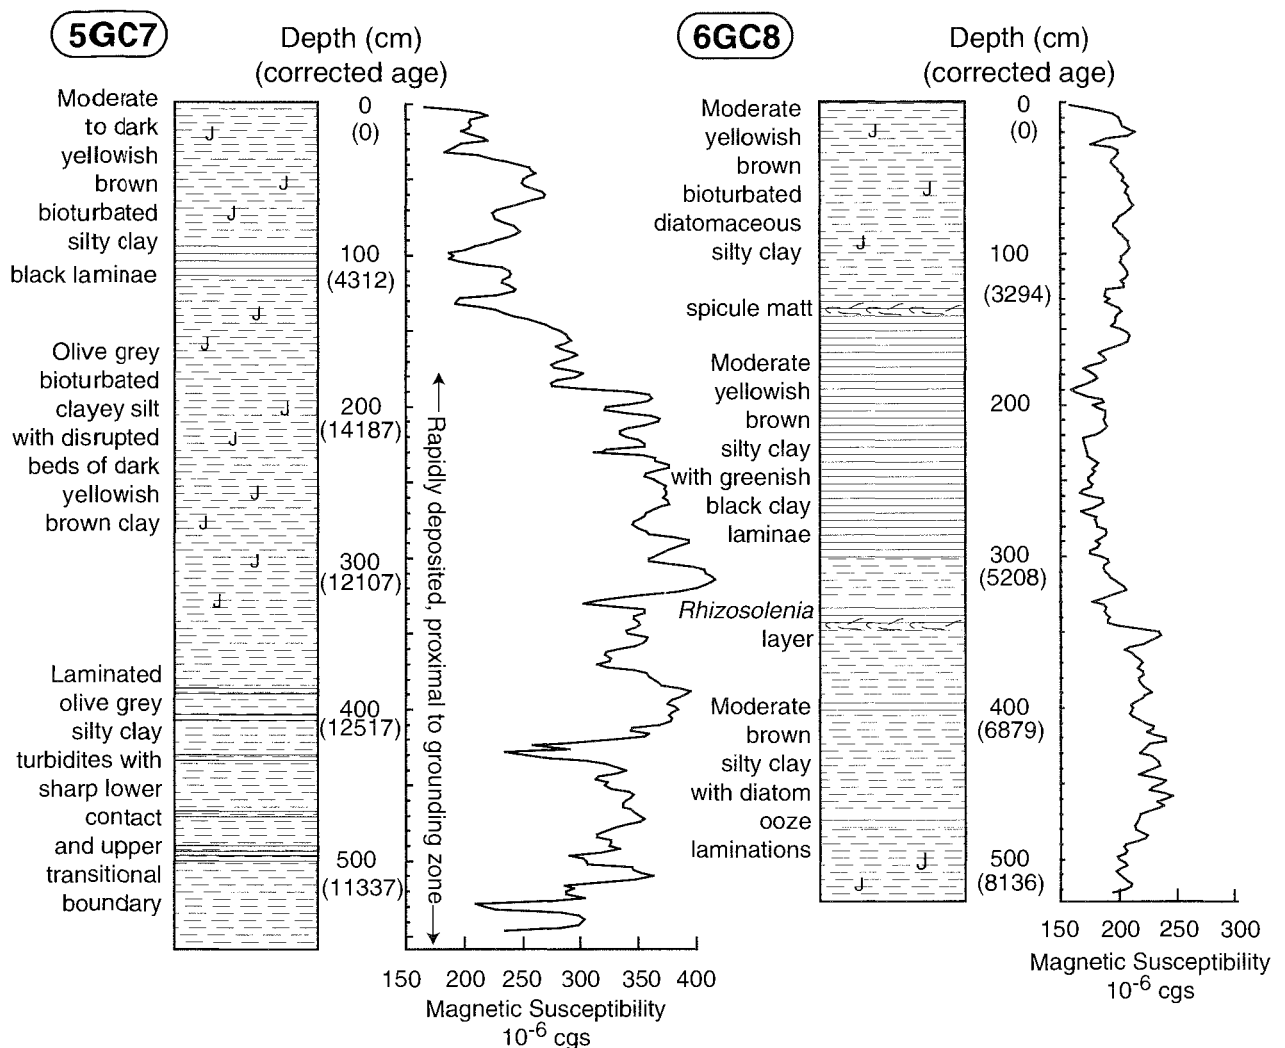 5GC7
Depth (cm)
(corrected age)
Moderate
to dark
yellowish
brown
bioturbated
silty clay
black laminae
Olive grey
bioturbated
clayey silt
with disrupted
beds of dark
yellowish
brown clay
Laminated
olive grey
silty clay
turbidites with
sharp lower
contact
and upper
transitional
boundary
J
J
J
J
J
J
J
J
J
J
J
0
(0)
100
(4312)
200
(14187)
300
(12107)
400
(12517)
500
(11337)
Rapidly deposited, proximal to grounding zone
150 200 250 300 350 400
Magnetic Susceptibility
10-6 cgs
6GC8
Depth (cm)
(corrected age)
Moderate
yellowish
brown
bioturbated
diatomaceous
silty clay
spicule matt
Moderate
yellowish
brown
silty clay
with greenish
black clay
laminae
Rhizosolenia
layer
Moderate
brown
silty clay
with diatom
ooze
laminations
J
J
J
J
J
0
(0)
100
(3294)
200
300
(5208)
400
(6879)
500
(8136)
150 200 250 300
Magnetic Susceptibility
10-6 cgs